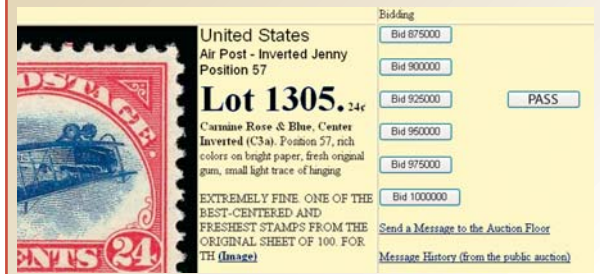 POSTAGE
CENTS 24
United States
Air Post - Inverted Jenny
Position 57
Lot 1305. 24¢
Carmine Rose & Blue, Center
Inverted (C3a). Position 57, rich
colors on bright paper, fresh original
gum, small light trace of hinging
EXTREMELY FINE. ONE OF THE
BEST-CENTERED AND
FRESHEST STAMPS FROM THE
ORIGINAL SHEET OF 100. FOR
TH (Image)
Bidding
Bid 875000
Bid 900000
Bid 925000
PASS
Bid 950000
Bid 975000
Bid 1000000
Send a Message to the Auction Floor
Message History (from the public auction)